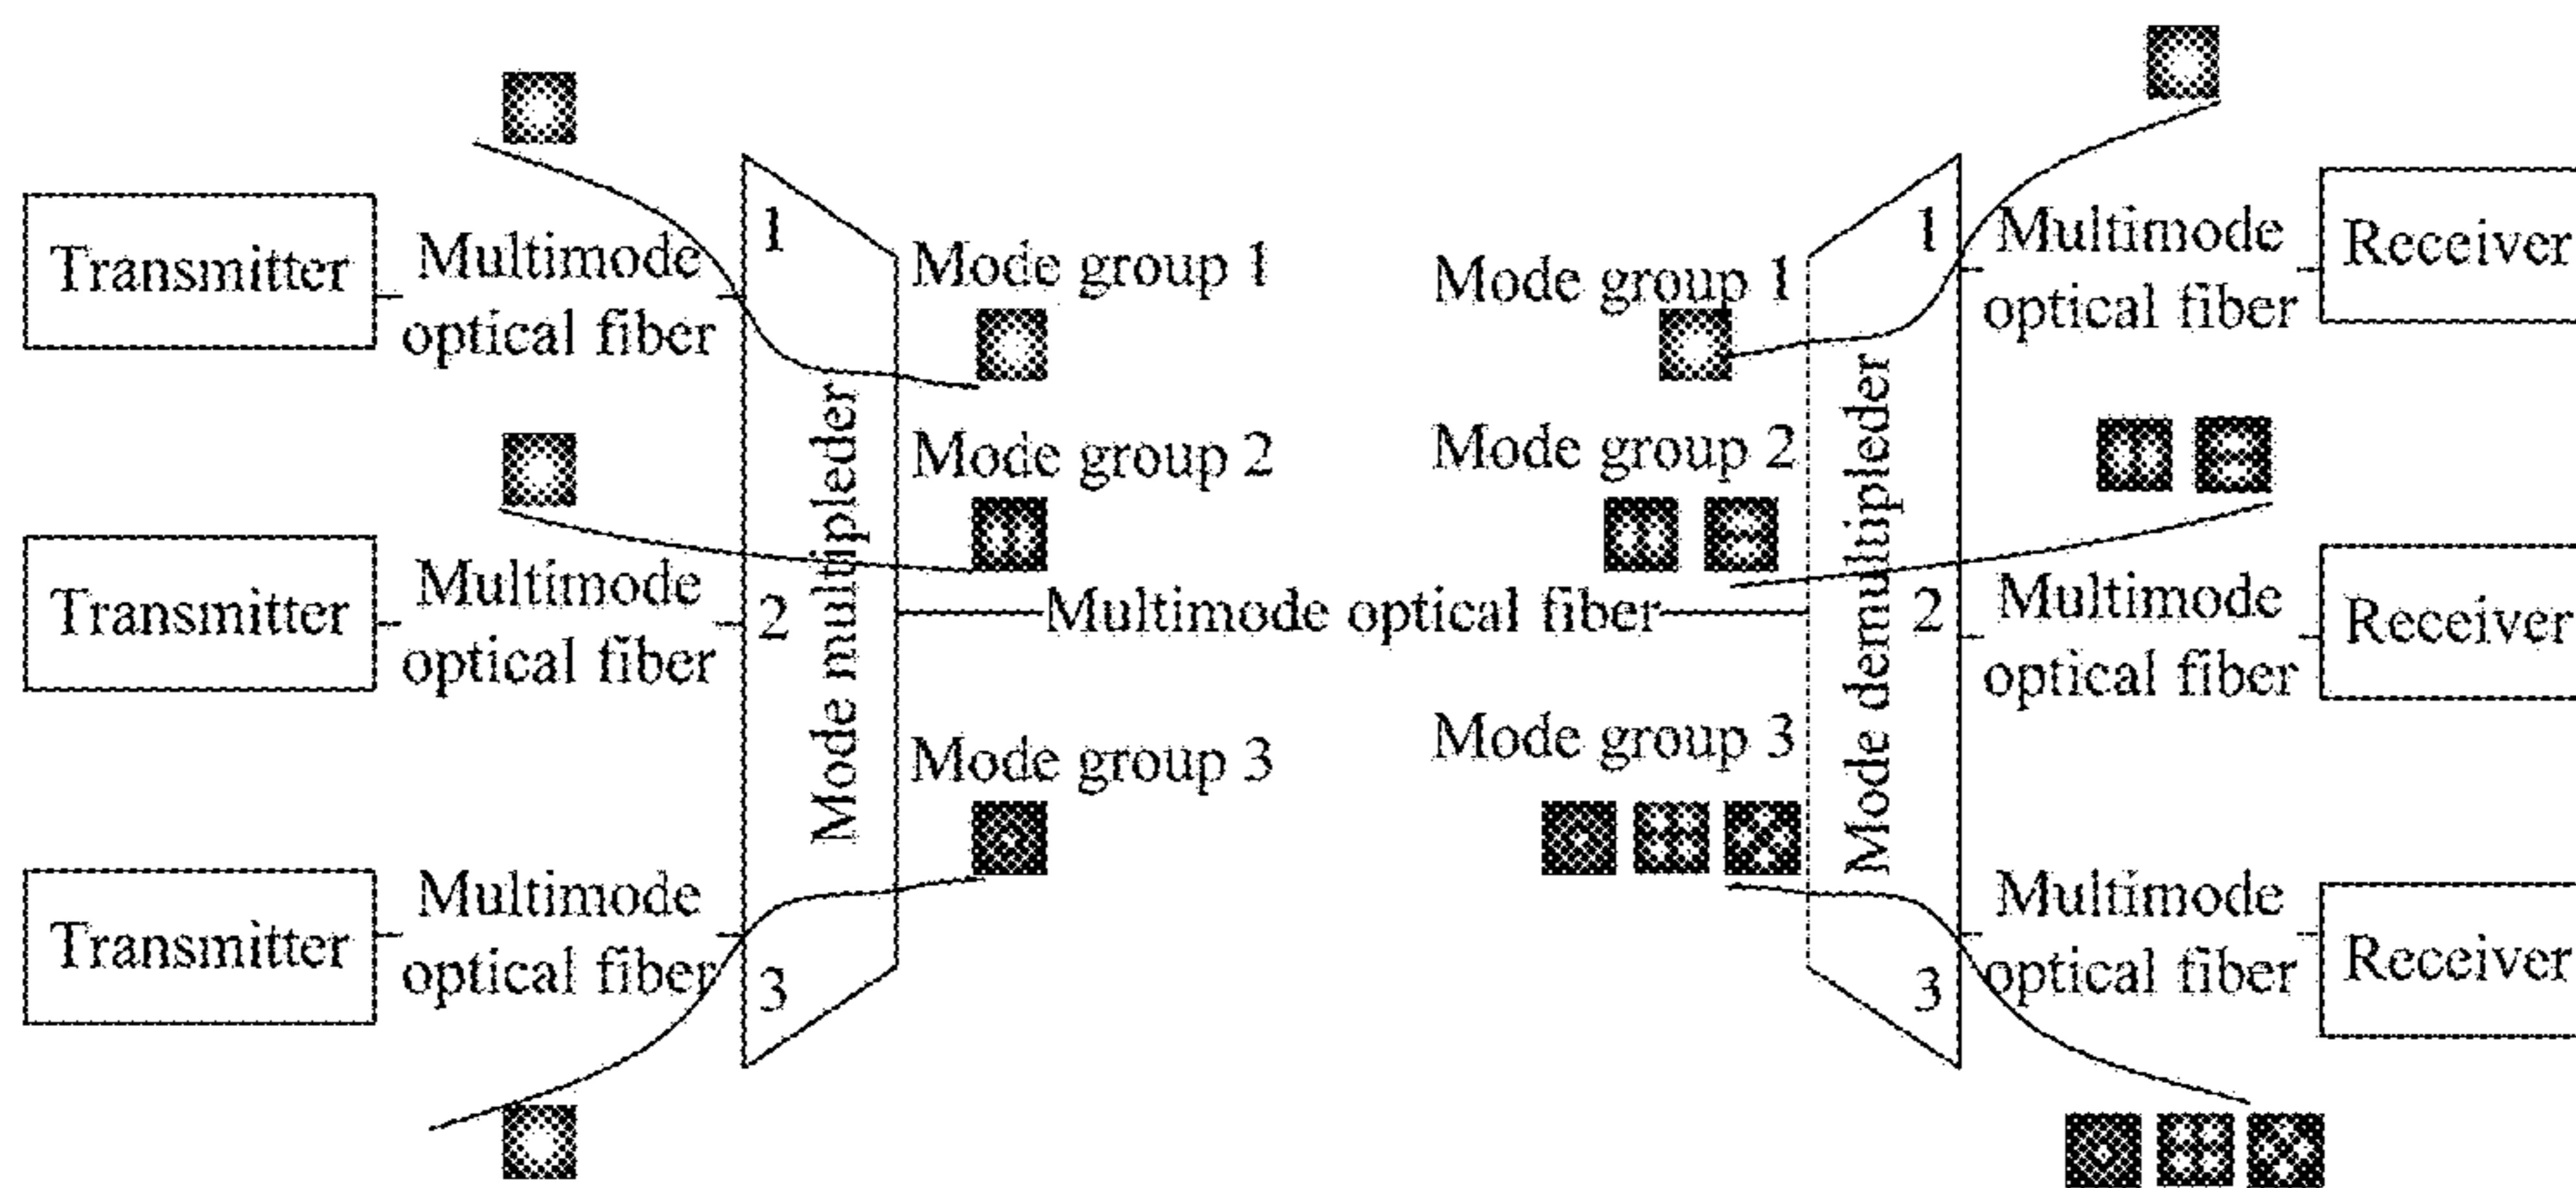 Transmitter
Multimode
optical fiber
1
Mode group 1
Mode group 1
1
Multimode
optical fiber
Receiver
Mode multipleder
Mode group 2
Mode group 2
Mode demultipleder
Transmitter
Multimode
optical fiber
2
Multimode optical fiber
2
Multimode
optical fiber
Receiver
Mode group 3
Mode group 3
Transmitter
Multimode
optical fiber
3
3
Multimode
optical fiber
Receiver